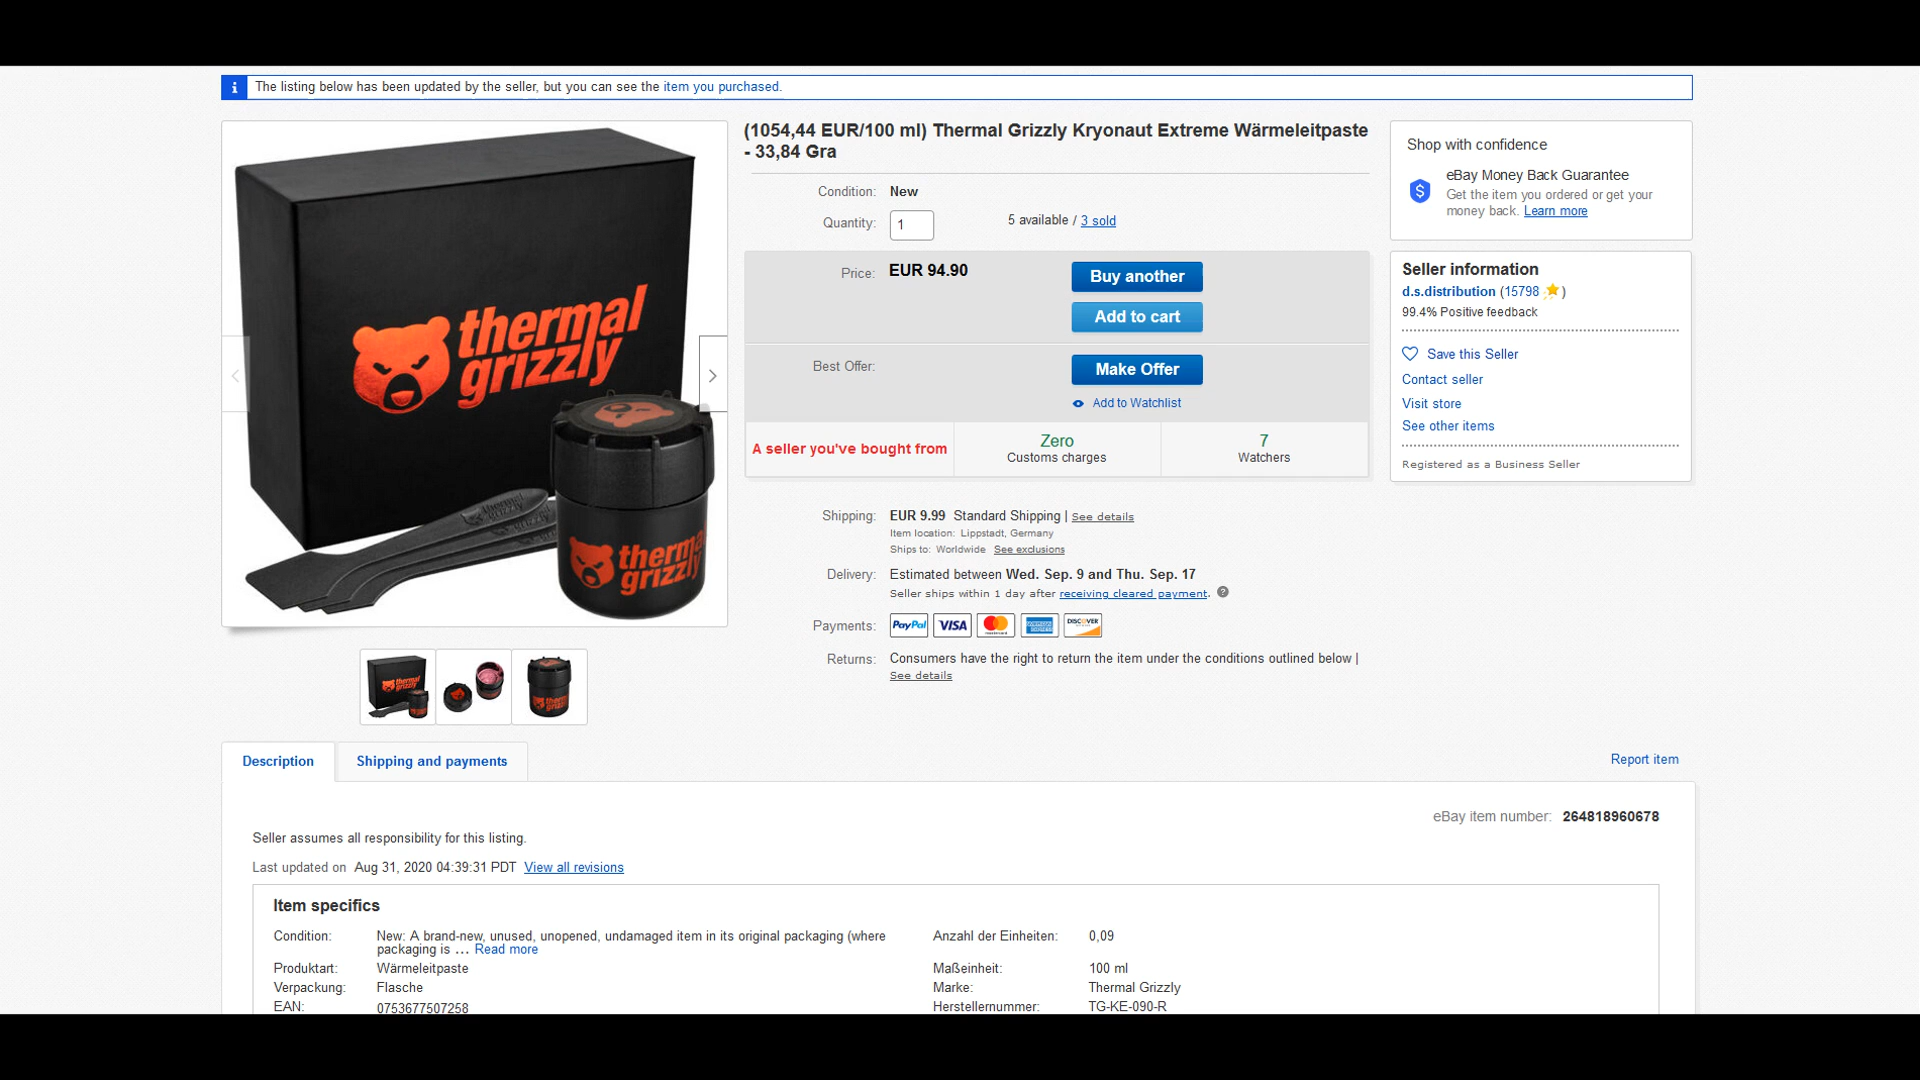 The listing below has been updated by the seller, but you can see the item you purchased.
thermal
grizzly
thermal
grizzly
(1054,44 EUR/100 ml) Thermal Grizzly Kryonaut Extreme Wärmeleitpaste
- 33,84 Gra
Condition: New
Quantity: 1 5 available / 3 sold
Price: EUR 94.90
Buy another
Add to cart
Best Offer:
Make Offer
Add to Watchlist
A seller you've bought from
Zero
Customs charges
7
Watchers
Shipping: EUR 9.99 Standard Shipping | See details
Item location: Lippstadt, Germany
Ships to: Worldwide See exclusions
Delivery: Estimated between Wed. Sep. 9 and Thu. Sep. 17
Seller ships within 1 day after receiving cleared payment. ?
Payments: PayPal VISA mastercard AMERICAN EXPRESS DISCOVER
Returns: Consumers have the right to return the item under the conditions outlined below |
See details
Shop with confidence
eBay Money Back Guarantee
Get the item you ordered or get your
money back. Learn more
Seller information
d.s.distribution (15798 )
99.4% Positive feedback
Save this Seller
Contact seller
Visit store
See other items
Registered as a Business Seller
Description
Shipping and payments
Report item
eBay item number: 264818960678
Seller assumes all responsibility for this listing.
Last updated on Aug 31, 2020 04:39:31 PDT View all revisions
Item specifics
Condition: New: A brand-new, unused, unopened, undamaged item in its original packaging (where
packaging is ... Read more
Anzahl der Einheiten: 0,09
Produktart: Wärmeleitpaste
Maßeinheit: 100 ml
Verpackung: Flasche
Marke: Thermal Grizzly
EAN: 0753677507258
Herstellernummer: TG-KE-090-R